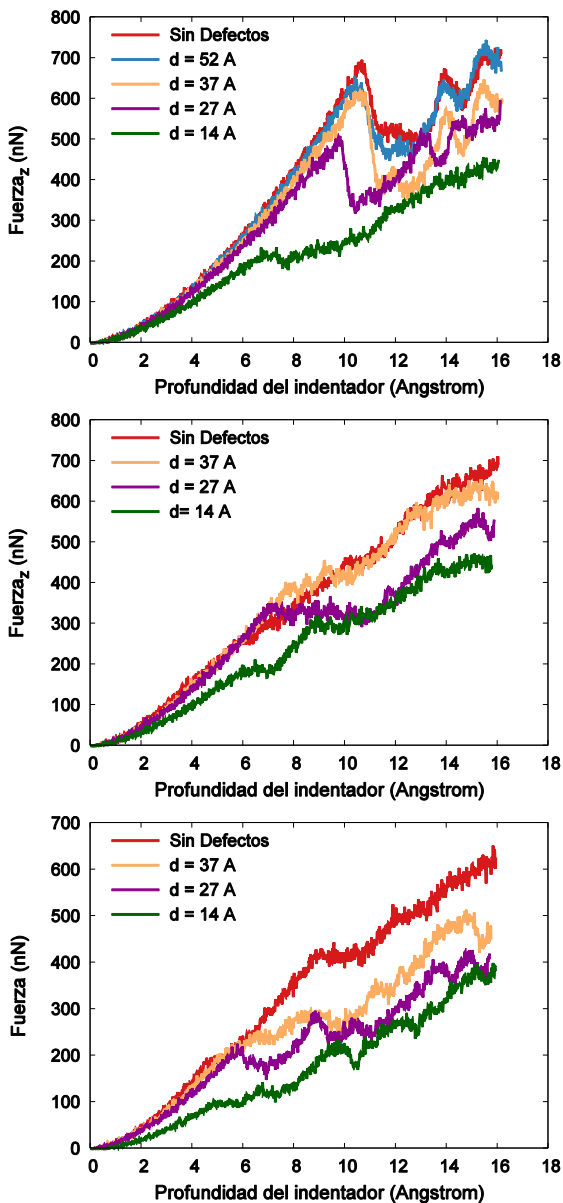 800
700
600
500
400
300
200
100
0
Fuerzaz (nN)
Sin Defectos
d = 52 A
d = 37 A
d = 27 A
d = 14 A
0 2 4 6 8 10 12 14 16 18
Profundidad del indentador (Angstrom)
800
700
600
500
400
300
200
100
0
Fuerzaz (nN)
Sin Defectos
d = 37 A
d = 27 A
d= 14 A
0 2 4 6 8 10 12 14 16 18
Profundidad del indentador (Angstrom)
700
600
500
400
300
200
100
0
Fuerza (nN)
Sin Defectos
d = 37 A
d = 27 A
d = 14 A
0 2 4 6 8 10 12 14 16 18
Profundidad del indentador (Angstrom)